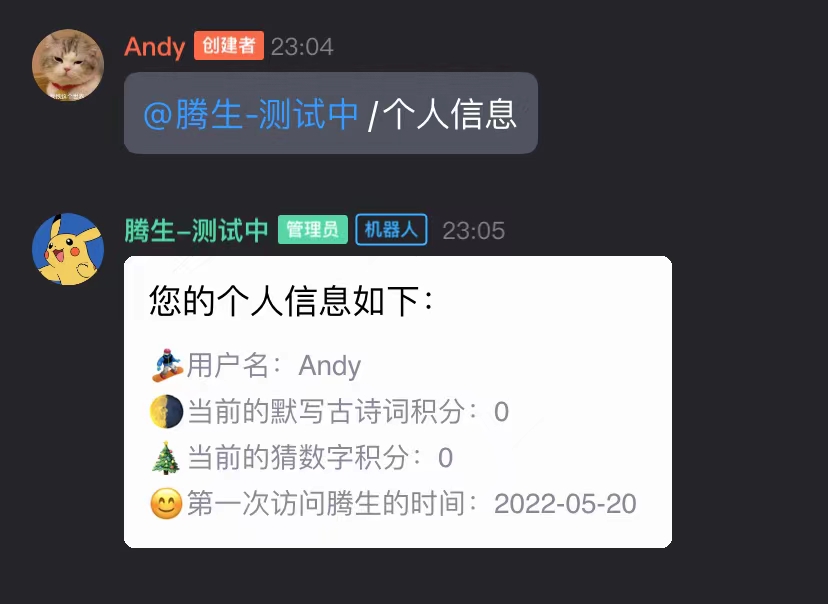 Andy 创建者 23:04
@腾生-测试中 /个人信息
腾生-测试中 管理员 机器人 23:05
您的个人信息如下：
🏂用户名：Andy
🌗当前的默写古诗词积分：0
🎄当前的猜数字积分：0
😊第一次访问腾生的时间：2022-05-20